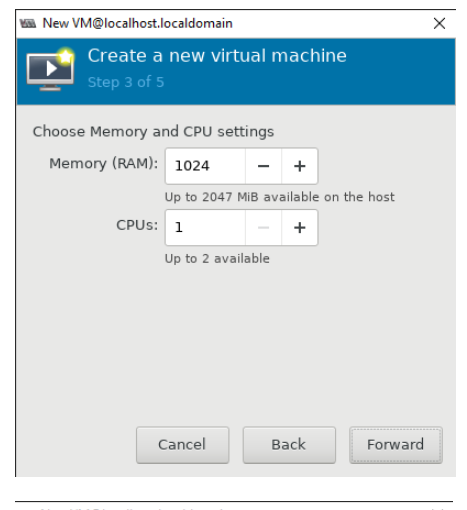 New VM@localhost.localdomain
Create a new virtual machine
Step 3 of 5
Choose Memory and CPU settings
Memory (RAM): 1024 − +
Up to 2047 MiB available on the host
CPUs: 1 − +
Up to 2 available
Cancel Back Forward